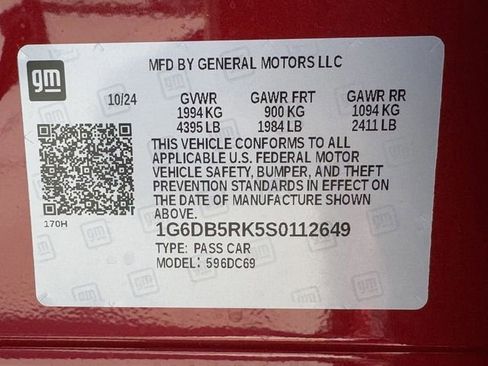 gm
MFD BY GENERAL MOTORS LLC
10/24 GVWR GAWR FRT GAWR RR
1994 KG 900 KG 1094 KG
4395 LB 1984 LB 2411 LB
THIS VEHICLE CONFORMS TO ALL
APPLICABLE U.S. FEDERAL MOTOR
VEHICLE SAFETY, BUMPER, AND THEFT
PREVENTION STANDARDS IN EFFECT ON
THE DATE OF MANUFACTURE SHOWN
ABOVE.
170H
1G6DB5RK5S0112649
TYPE: PASS CAR
MODEL: 596DC69